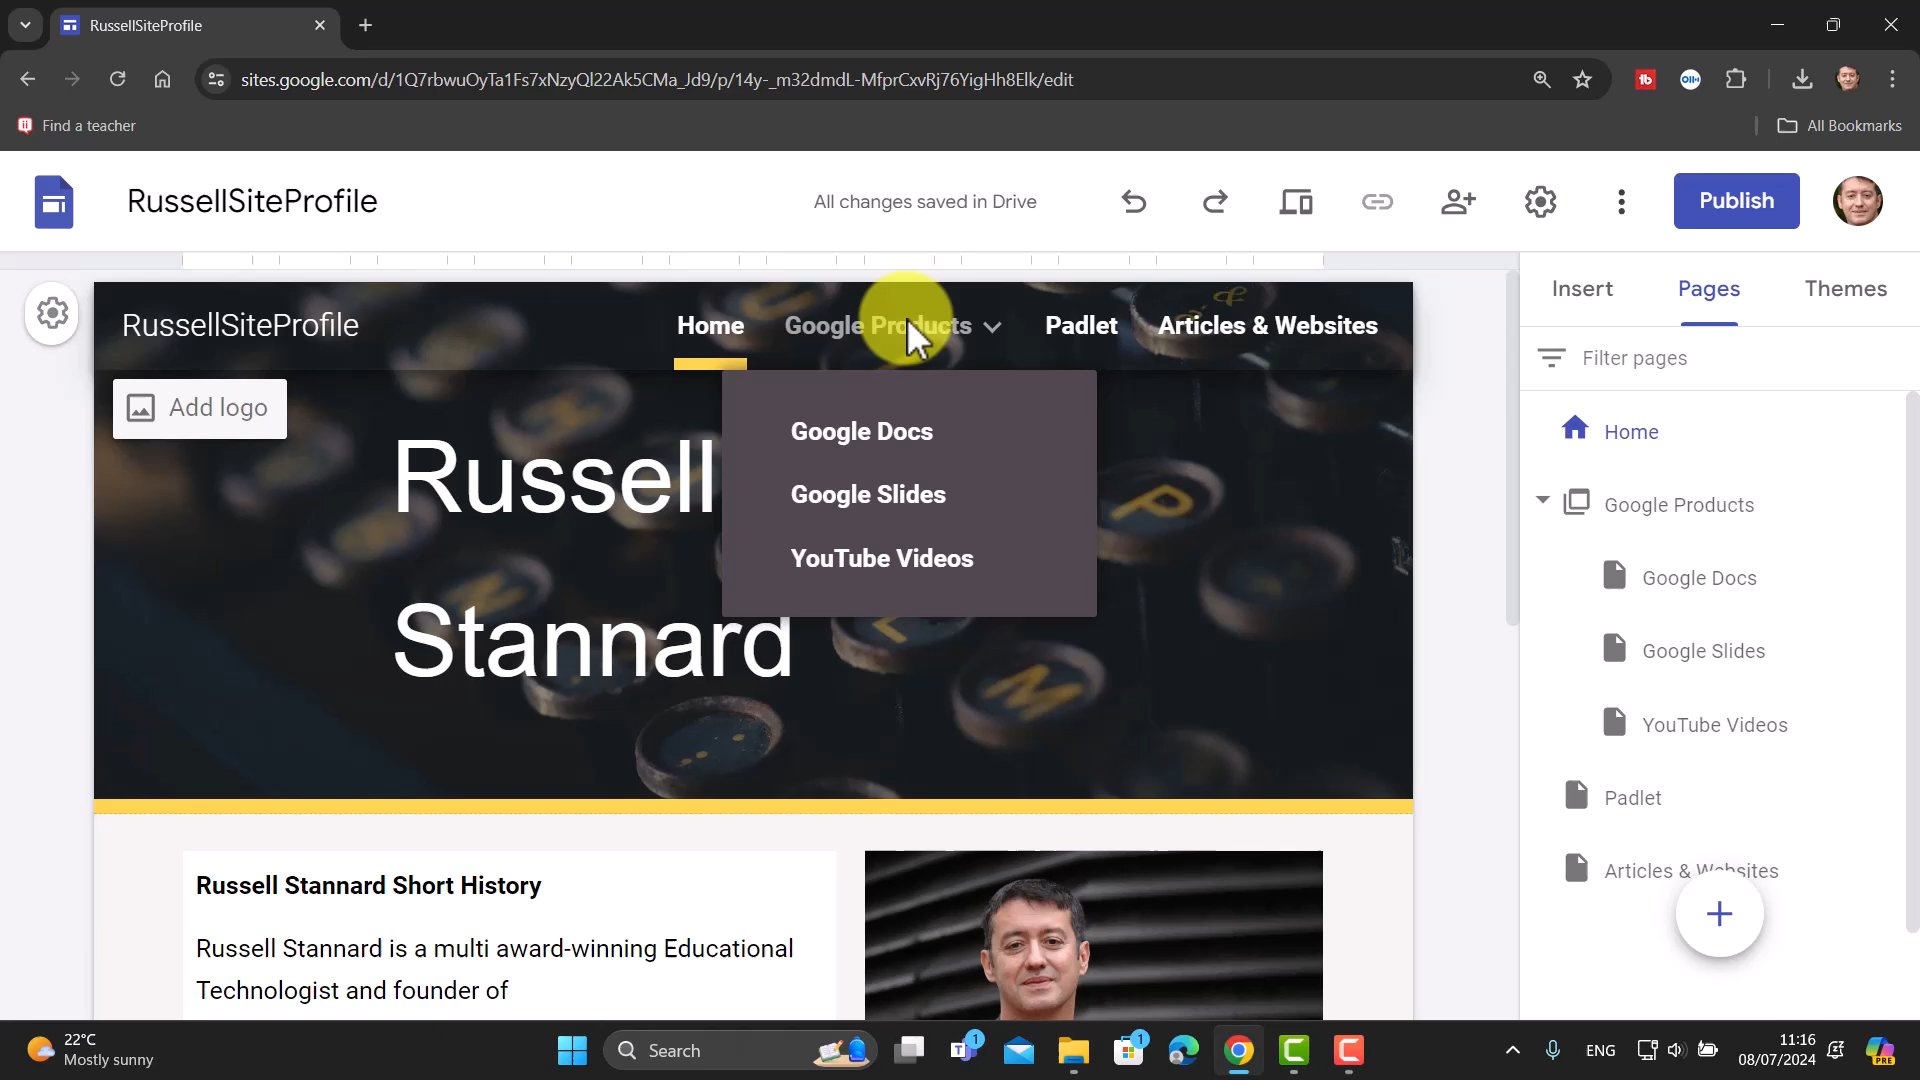 RussellSiteProfile
sites.google.com/d/1Q7rbwuOyTa1Fs7xNzyQl22Ak5CMa_Jd9/p/14y-_m32dmdL-MfprCxvRj76YigHh8Elk/edit
Find a teacher
All Bookmarks
RussellSiteProfile
All changes saved in Drive
Publish
Insert
Pages
Themes
RussellSiteProfile
Home
Google Products
Padlet
Articles & Websites
Add logo
Google Docs
Google Slides
YouTube Videos
Russell
Stannard
Russell Stannard Short History
Russell Stannard is a multi award-winning Educational
Technologist and founder of
Filter pages
Home
Google Products
Google Docs
Google Slides
YouTube Videos
Padlet
Articles & Websites
22°C
Mostly sunny
Search
1
1
ENG
11:16
08/07/2024
PRE